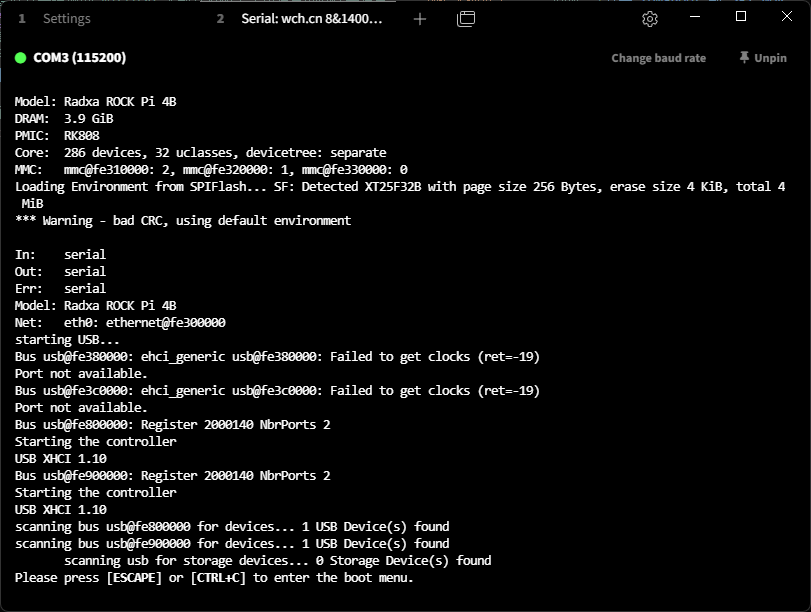 1 Settings 2 Serial: wch.cn 8&1400...
COM3 (115200) Change baud rate Unpin
Model: Radxa ROCK Pi 4B
DRAM:  3.9 GiB
PMIC:  RK808
Core:  286 devices, 32 uclasses, devicetree: separate
MMC:   mmc@fe310000: 2, mmc@fe320000: 1, mmc@fe330000: 0
Loading Environment from SPIFlash... SF: Detected XT25F32B with page size 256 Bytes, erase size 4 KiB, total 4
 MiB
*** Warning - bad CRC, using default environment
In:    serial
Out:   serial
Err:   serial
Model: Radxa ROCK Pi 4B
Net:   eth0: ethernet@fe300000
starting USB...
Bus usb@fe380000: ehci_generic usb@fe380000: Failed to get clocks (ret=-19)
Port not available.
Bus usb@fe3c0000: ehci_generic usb@fe3c0000: Failed to get clocks (ret=-19)
Port not available.
Bus usb@fe800000: Register 2000140 NbrPorts 2
Starting the controller
USB XHCI 1.10
Bus usb@fe900000: Register 2000140 NbrPorts 2
Starting the controller
USB XHCI 1.10
scanning bus usb@fe800000 for devices... 1 USB Device(s) found
scanning bus usb@fe900000 for devices... 1 USB Device(s) found
       scanning usb for storage devices... 0 Storage Device(s) found
Please press [ESCAPE] or [CTRL+C] to enter the boot menu.